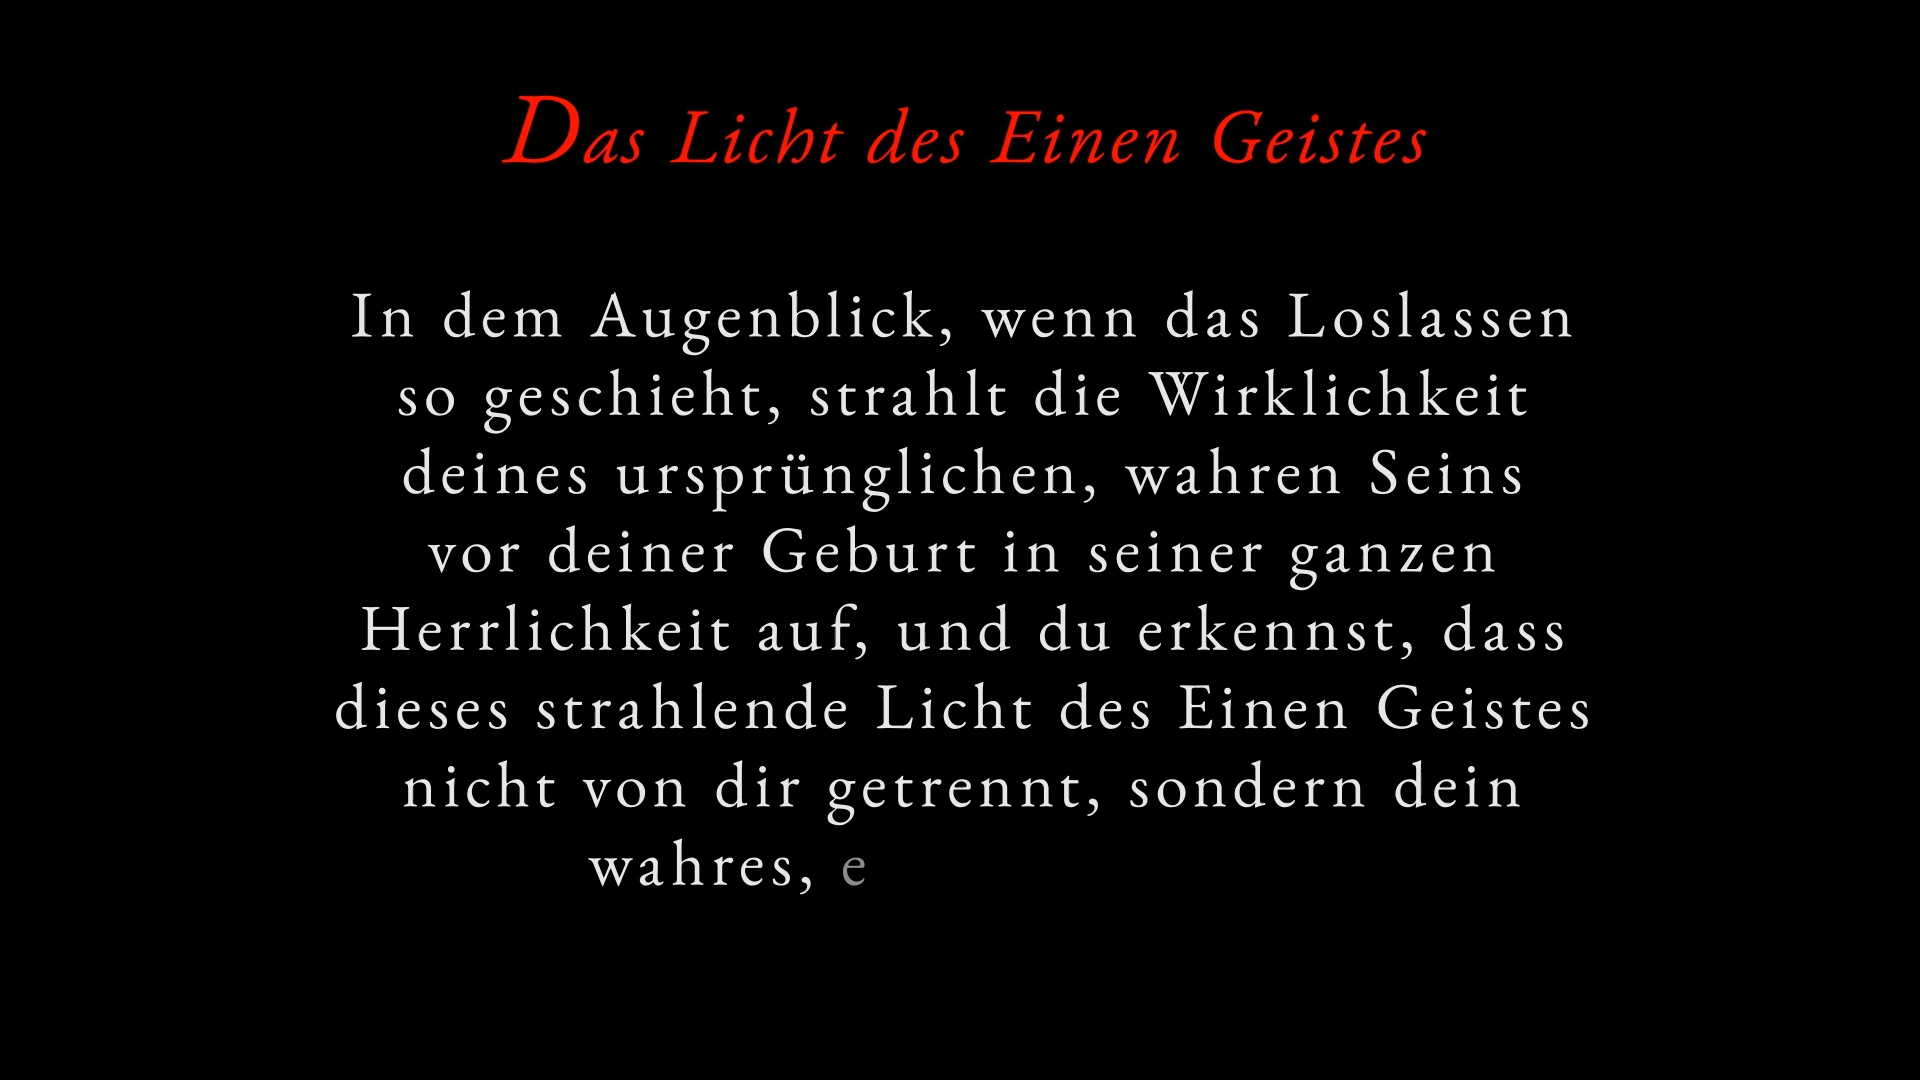 Das Licht des Einen Geistes
In dem Augenblick, wenn das Loslassen
so geschieht, strahlt die Wirklichkeit
deines ursprünglichen, wahren Seins
vor deiner Geburt in seiner ganzen
Herrlichkeit auf, und du erkennst, dass
dieses strahlende Licht des Einen Geistes
nicht von dir getrennt, sondern dein
wahres, e